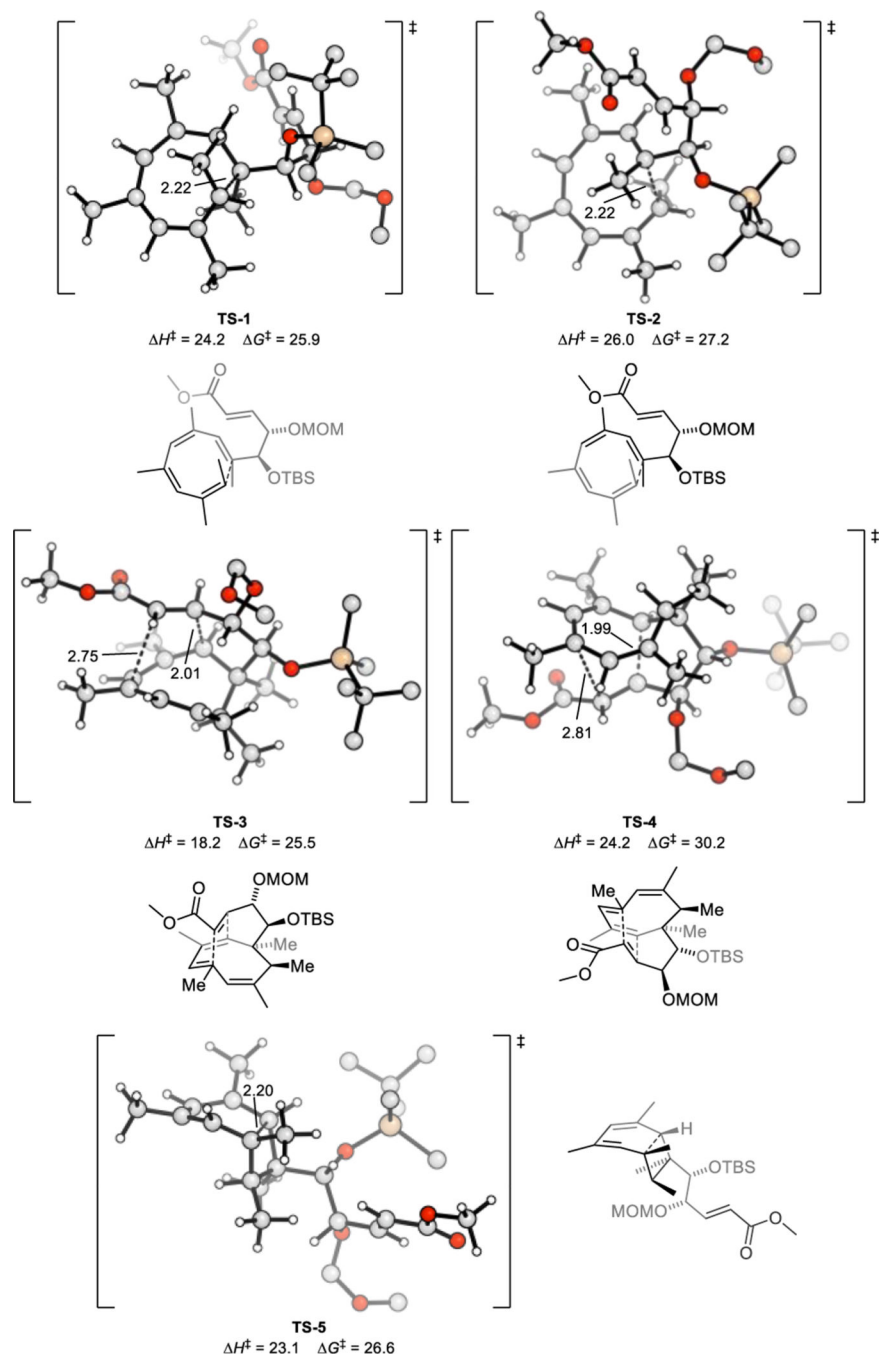 ‡
‡
2.22
2.22
TS-1
ΔH‡ = 24.2 ΔG‡ = 25.9
TS-2
ΔH‡ = 26.0 ΔG‡ = 27.2
O
O
OMOM
OTBS
O
O
OMOM
OTBS
‡
‡
2.75
2.01
1.99
2.81
TS-3
ΔH‡ = 18.2 ΔG‡ = 25.5
TS-4
ΔH‡ = 24.2 ΔG‡ = 30.2
O
O
OMOM
OTBS
Me
Me
Me
Me
Me
Me
O
O
OTBS
OMOM
‡
2.20
H
OTBS
MOMO
O
O
TS-5
ΔH‡ = 23.1 ΔG‡ = 26.6